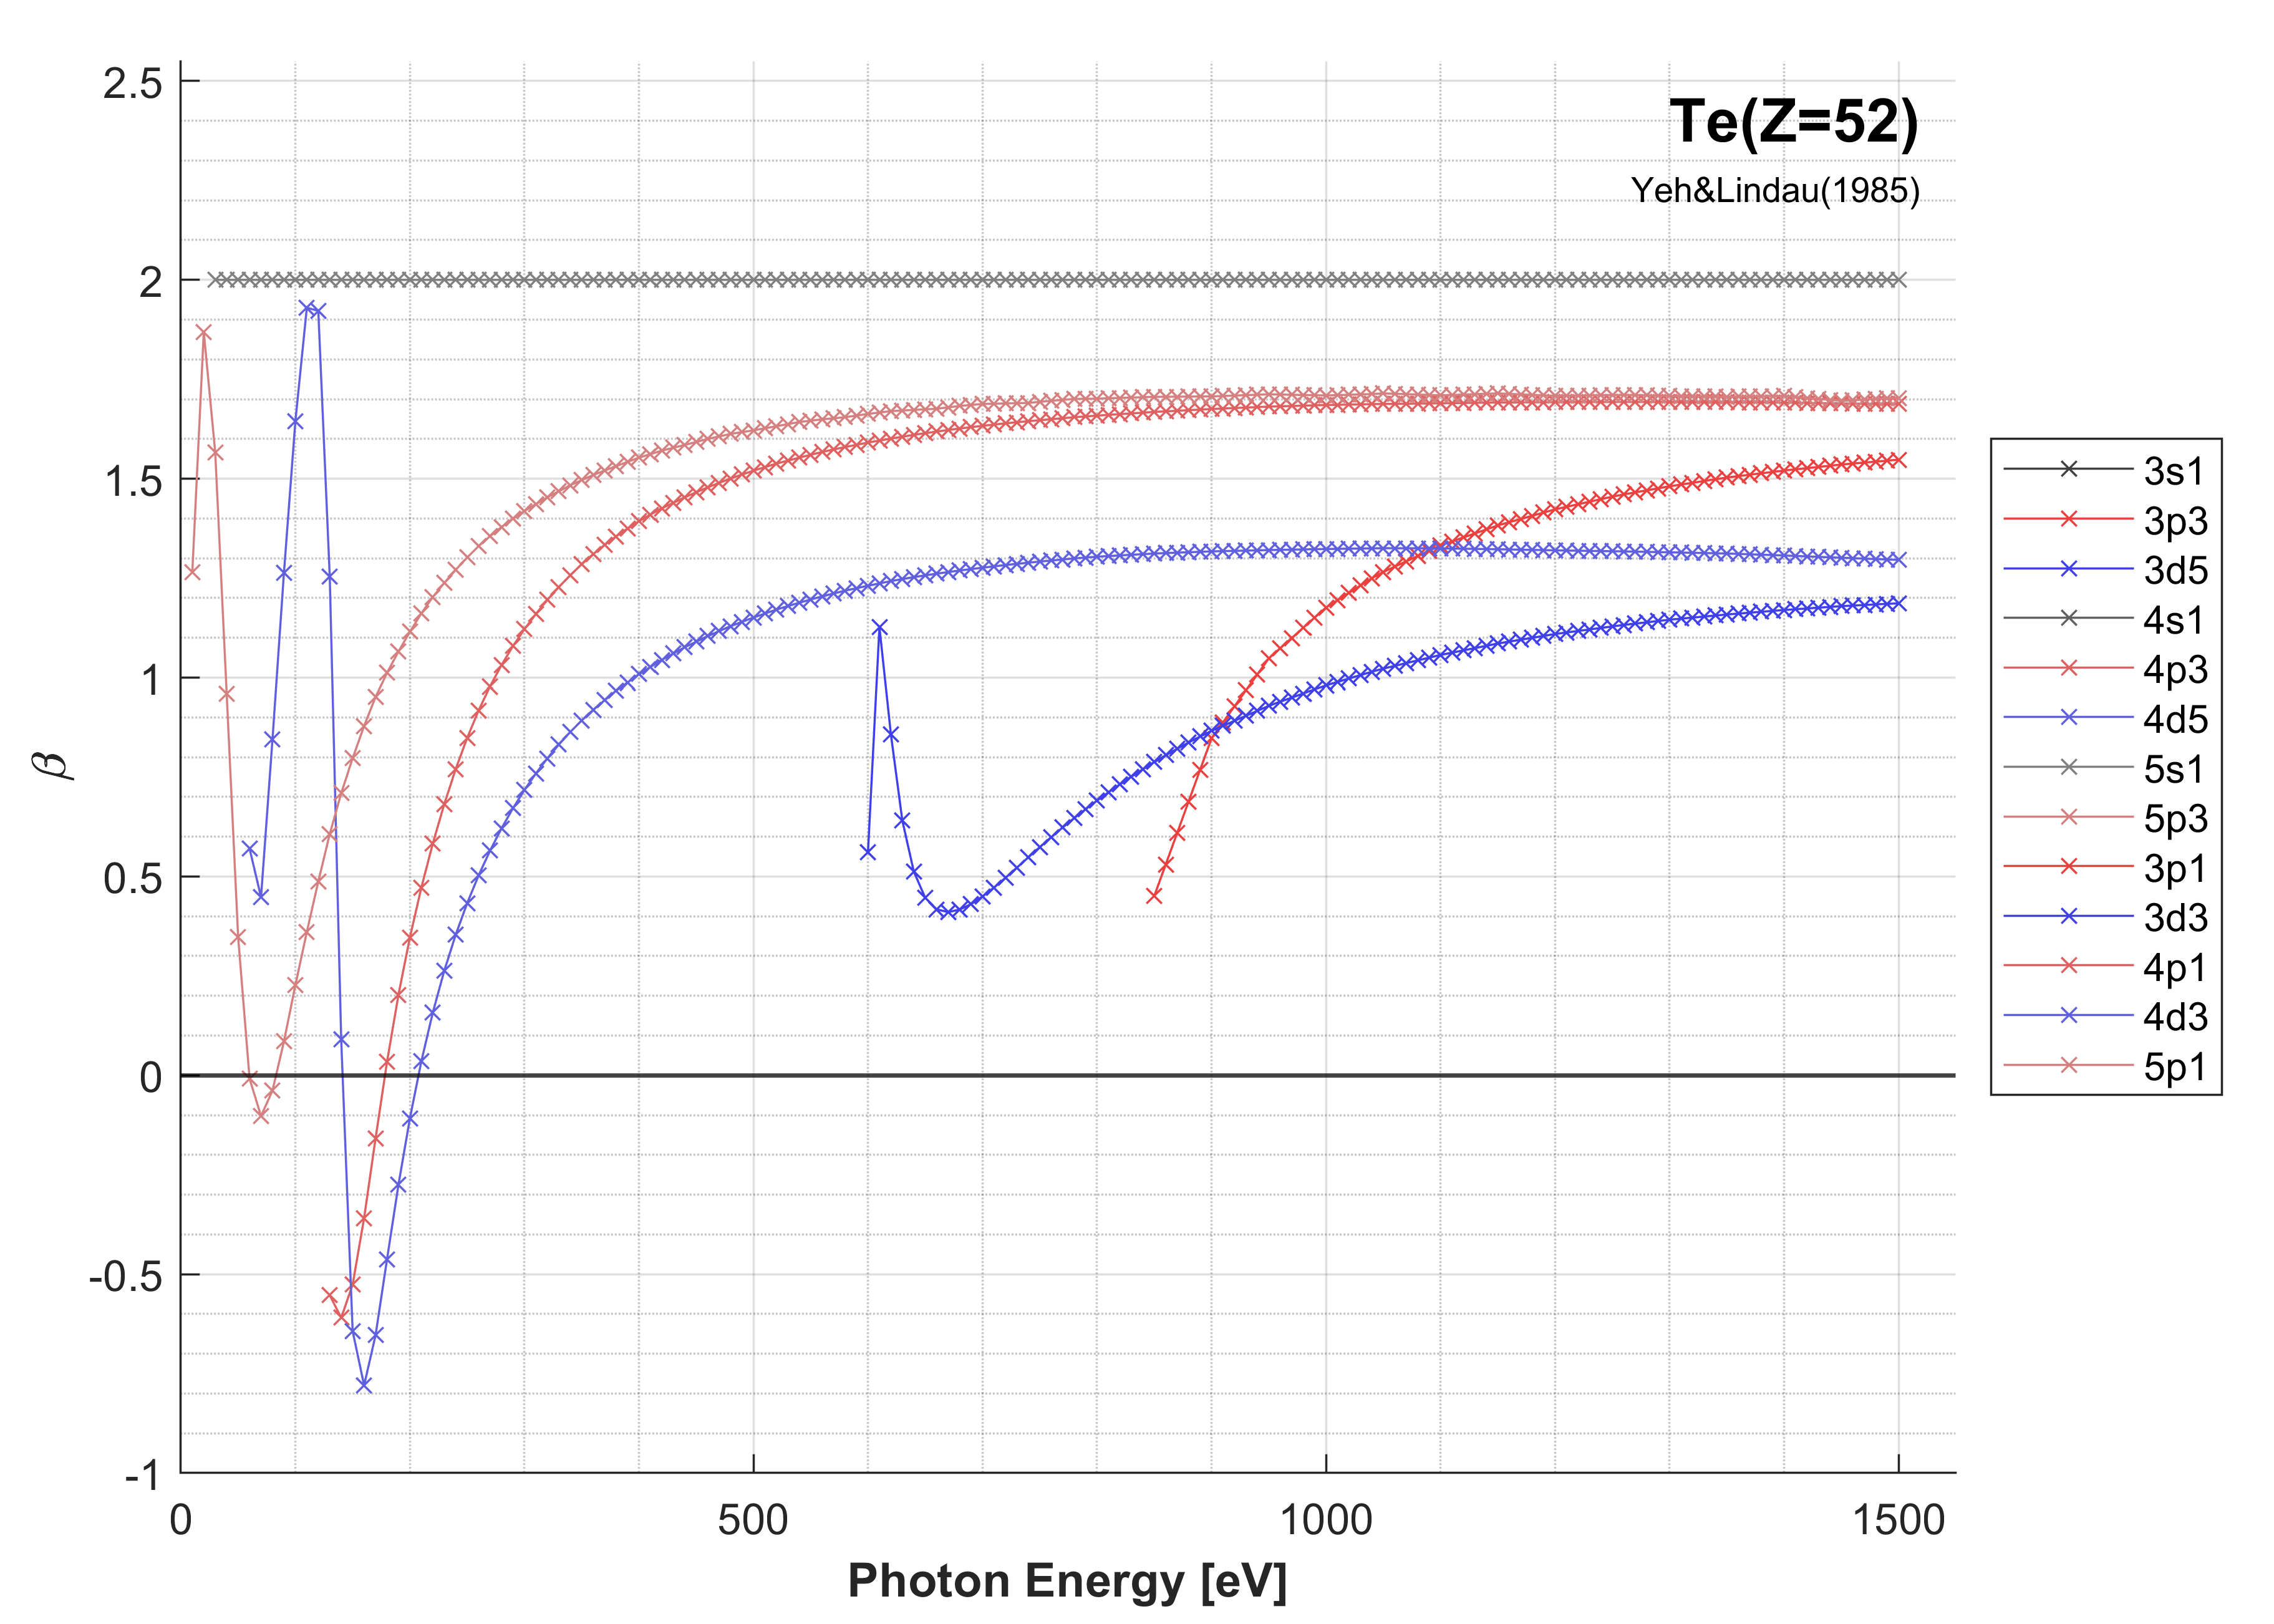 Te(Z=52)
Yeh&Lindau(1985)
2.5
2
1.5
1
0.5
0
-0.5
-1
β
0 500 1000 1500
Photon Energy [eV]
3s1
3p3
3d5
4s1
4p3
4d5
5s1
5p3
3p1
3d3
4p1
4d3
5p1